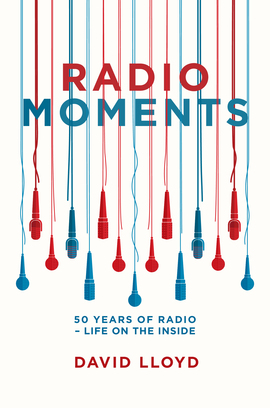 RADIO
MOMENTS
50 YEARS OF RADIO
– LIFE ON THE INSIDE
DAVID LLOYD